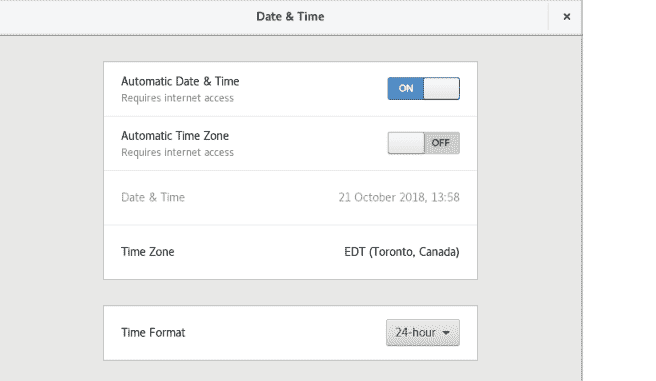 Date & Time
×
Automatic Date & Time
Requires internet access
ON
Automatic Time Zone
Requires internet access
OFF
Date & Time 21 October 2018, 13:58
Time Zone EDT (Toronto, Canada)
Time Format 24-hour